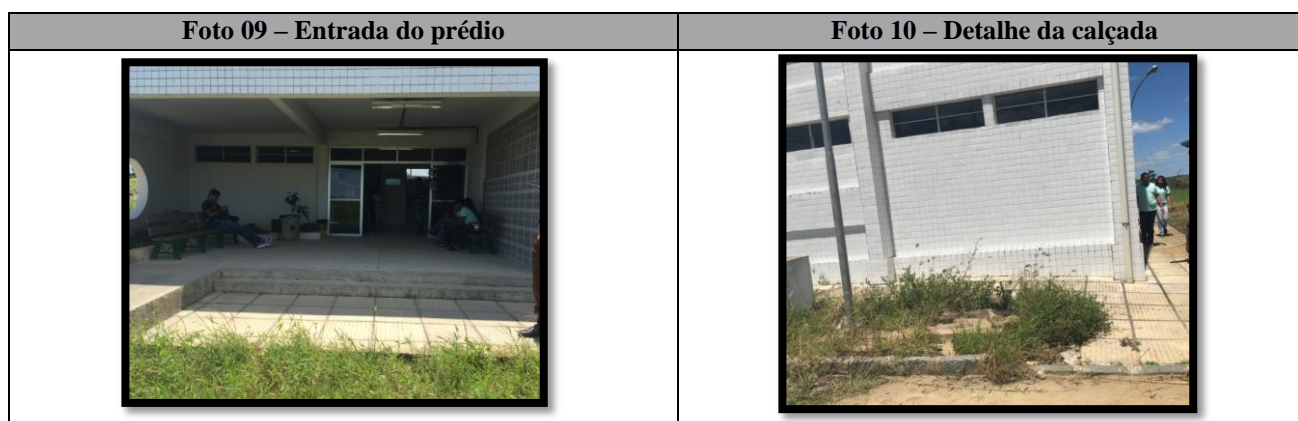 Foto 09 – Entrada do prédio
Foto 10 – Detalhe da calçada